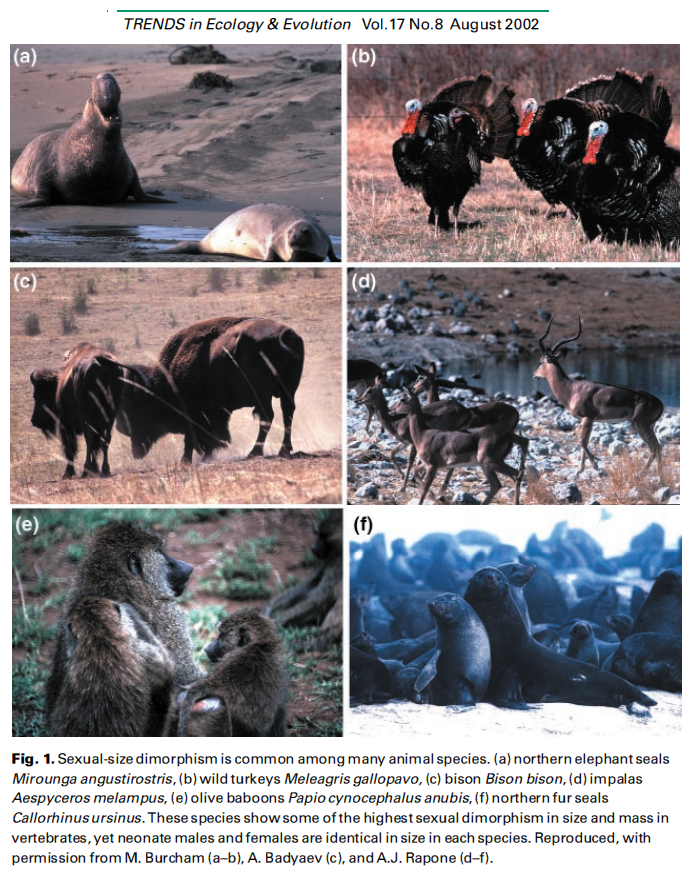 TRENDS in Ecology & Evolution Vol.17 No.8 August 2002
(a)
(b)
(c)
(d)
(e)
(f)
Fig. 1. Sexual-size dimorphism is common among many animal species. (a) northern elephant seals
Mirounga angustirostris, (b) wild turkeys Meleagris gallopavo, (c) bison Bison bison, (d) impalas
Aespyceros melampus, (e) olive baboons Papio cynocephalus anubis, (f) northern fur seals
Callorhinus ursinus. These species show some of the highest sexual dimorphism in size and mass in
vertebrates, yet neonate males and females are identical in size in each species. Reproduced, with
permission from M. Burcham (a–b), A. Badyaev (c), and A.J. Rapone (d–f).